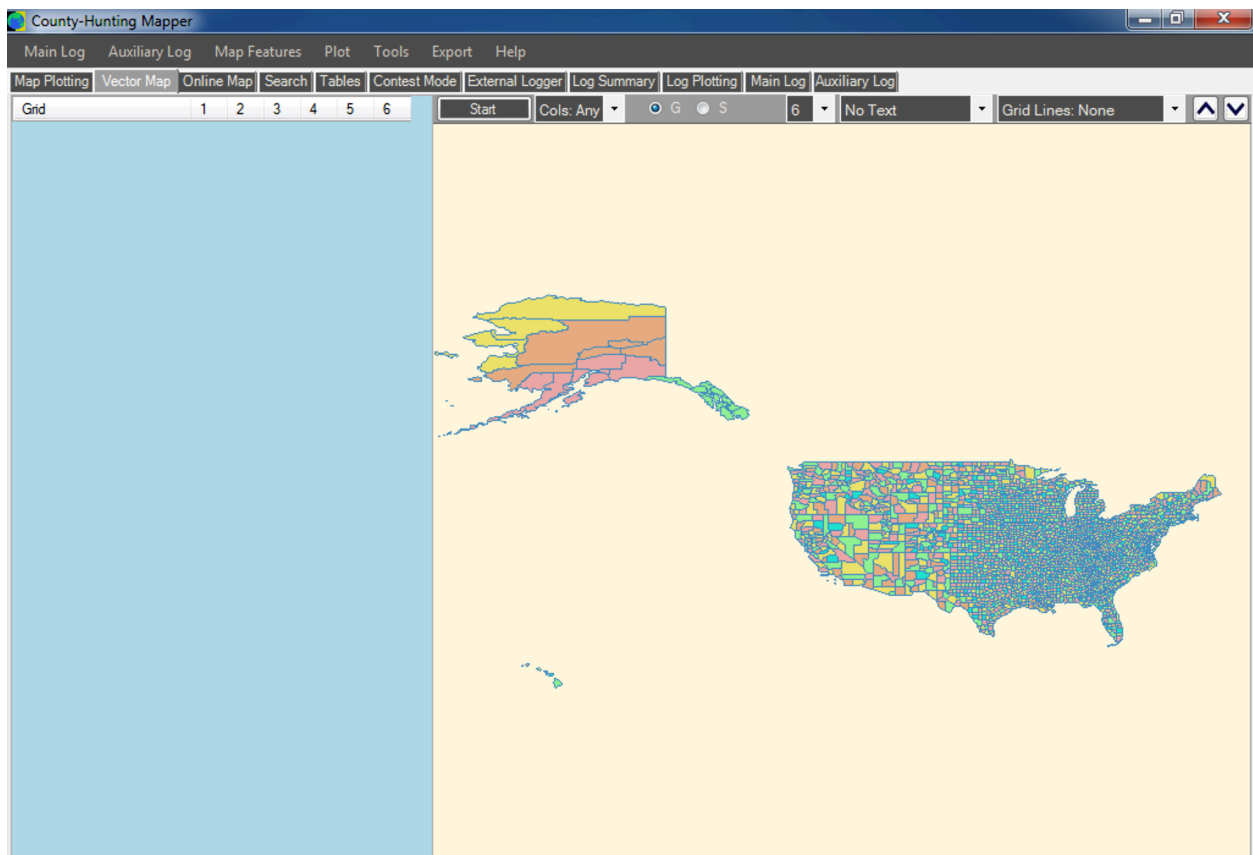 County-Hunting Mapper
Main Log Auxiliary Log Map Features Plot Tools Export Help
Map Plotting Vector Map Online Map Search Tables Contest Mode External Logger Log Summary Log Plotting Main Log Auxiliary Log
Grid 1 2 3 4 5 6 Start Cols: Any G S 6 No Text Grid Lines: None